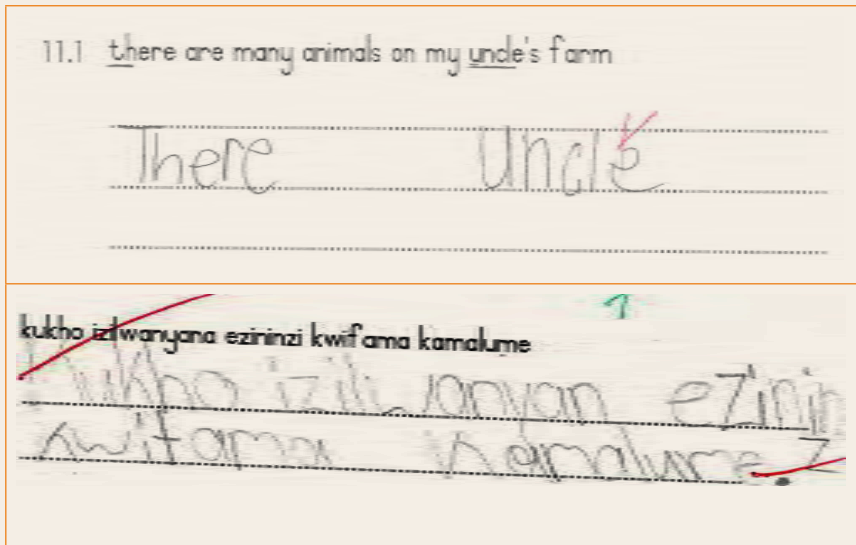 11.1 there are many animals on my uncle's farm
There Uncle
kukho izilwanyana ezininzi kwifama kamalume
Kukho iziliwanyan ezinin
kwifama Kamalume. z